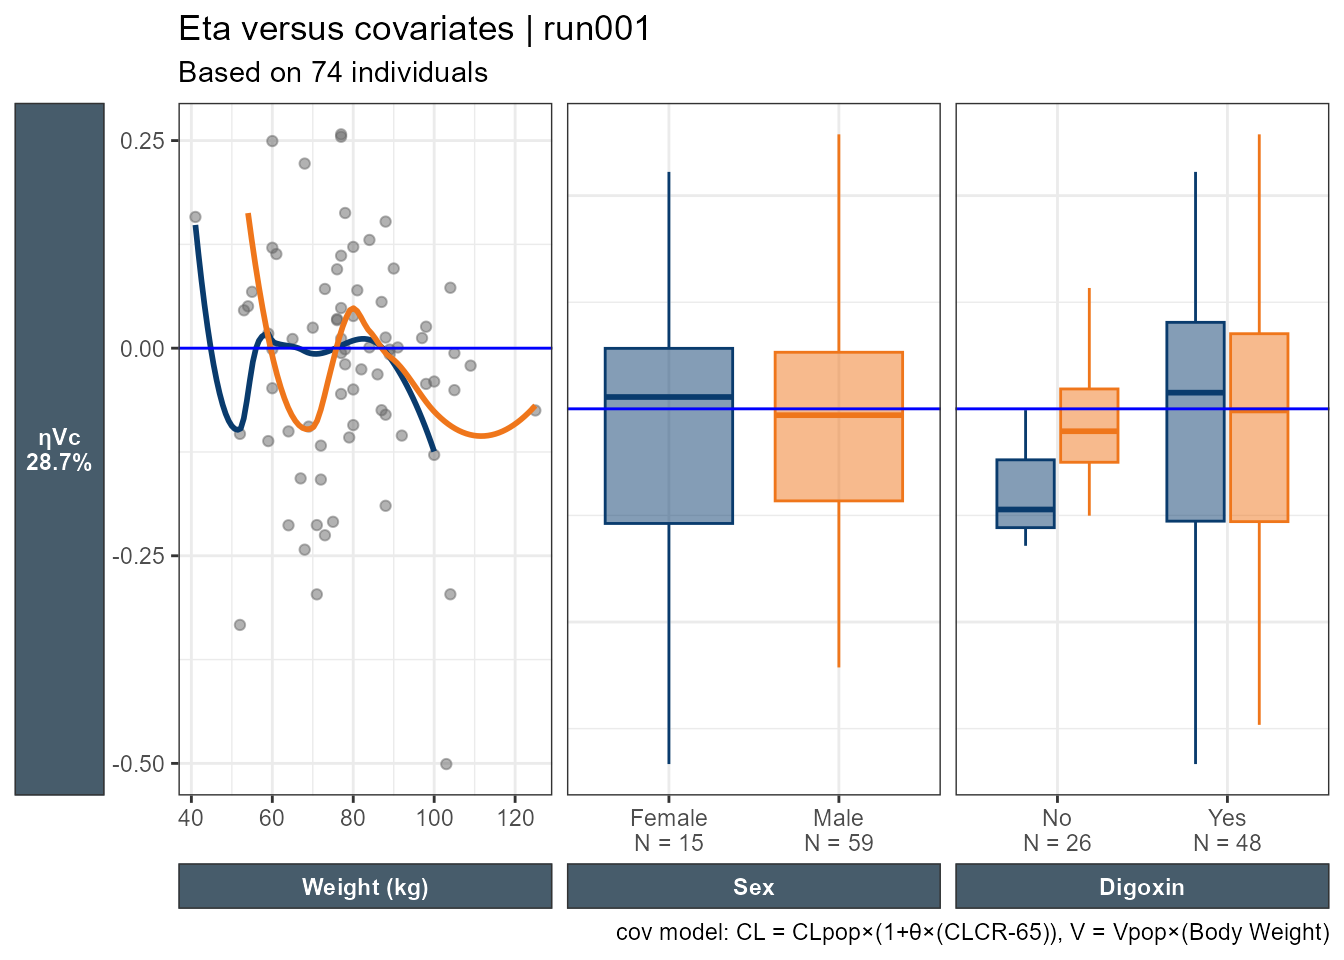 Eta versus covariates | run001
Based on 74 individuals
ηVc
28.7%
0.25
0.00
-0.25
-0.50
40 60 80 100 120
Female Male
N = 15 N = 59
No Yes
N = 26 N = 48
Weight (kg) Sex Digoxin
cov model: CL = CLpop×(1+θ×(CLCR-65)), V = Vpop×(Body Weight)